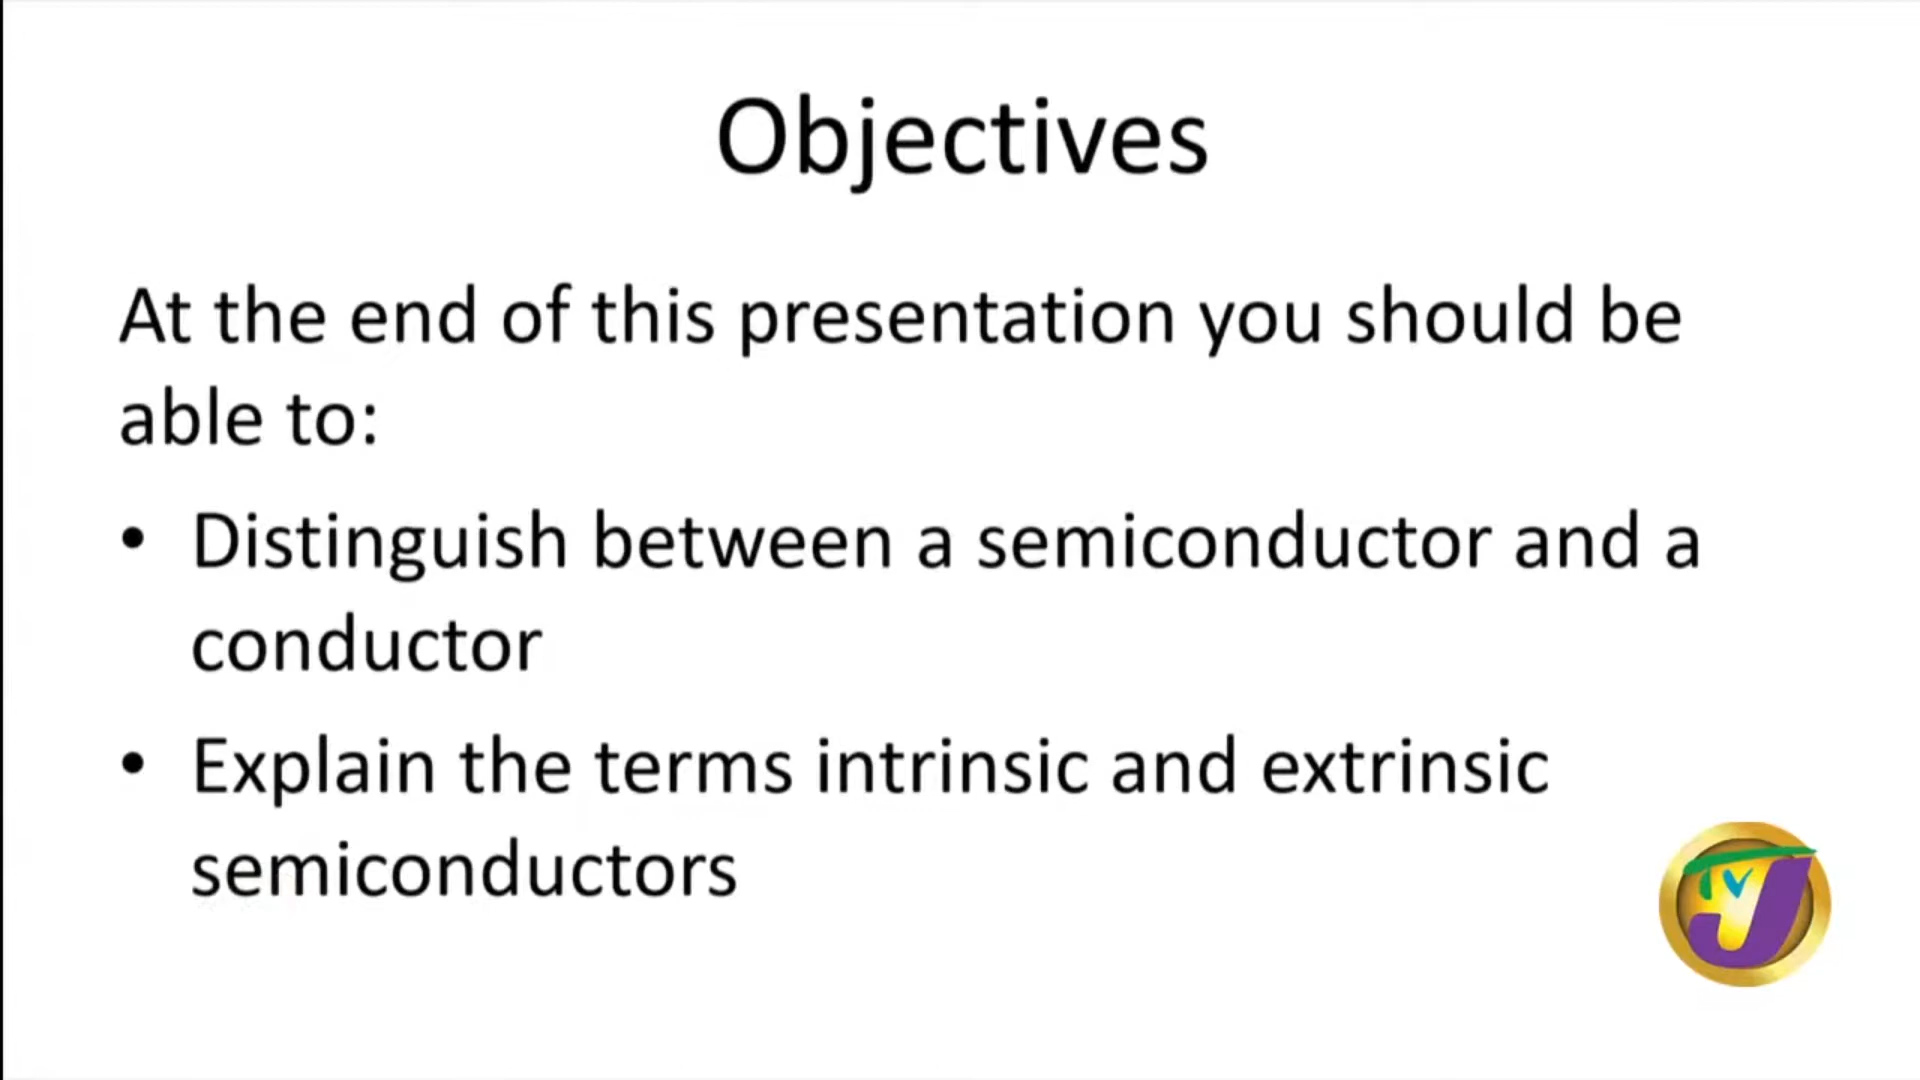 Objectives
At the end of this presentation you should be
able to:
• Distinguish between a semiconductor and a
conductor
• Explain the terms intrinsic and extrinsic
semiconductors
TVJ